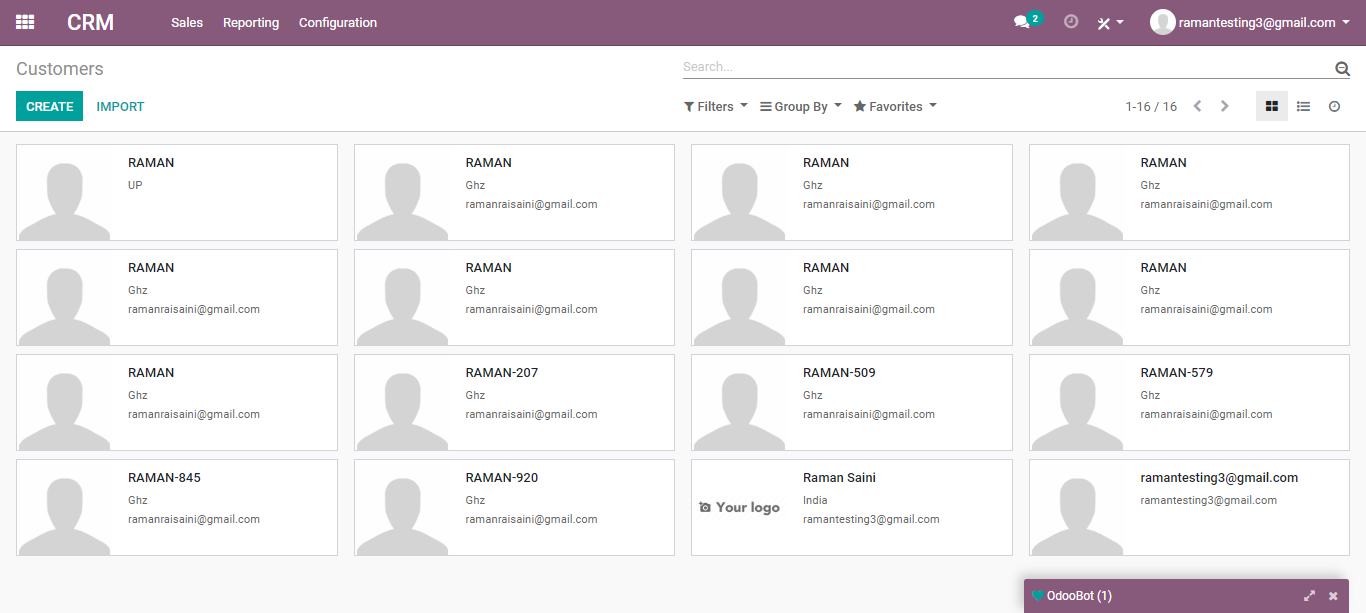 CRM Sales Reporting Configuration 2 ramantesting3@gmail.com
Customers Search...
CREATE IMPORT Filters Group By Favorites 1-16 / 16
RAMAN
UP
RAMAN
Ghz
ramanraisaini@gmail.com
RAMAN
Ghz
ramanraisaini@gmail.com
RAMAN
Ghz
ramanraisaini@gmail.com
RAMAN
Ghz
ramanraisaini@gmail.com
RAMAN
Ghz
ramanraisaini@gmail.com
RAMAN
Ghz
ramanraisaini@gmail.com
RAMAN
Ghz
ramanraisaini@gmail.com
RAMAN
Ghz
ramanraisaini@gmail.com
RAMAN-207
Ghz
ramanraisaini@gmail.com
RAMAN-509
Ghz
ramanraisaini@gmail.com
RAMAN-579
Ghz
ramanraisaini@gmail.com
RAMAN-845
Ghz
ramanraisaini@gmail.com
RAMAN-920
Ghz
ramanraisaini@gmail.com
Your logo
Raman Saini
India
ramantesting3@gmail.com
ramantesting3@gmail.com
ramantesting3@gmail.com
OdooBot (1)